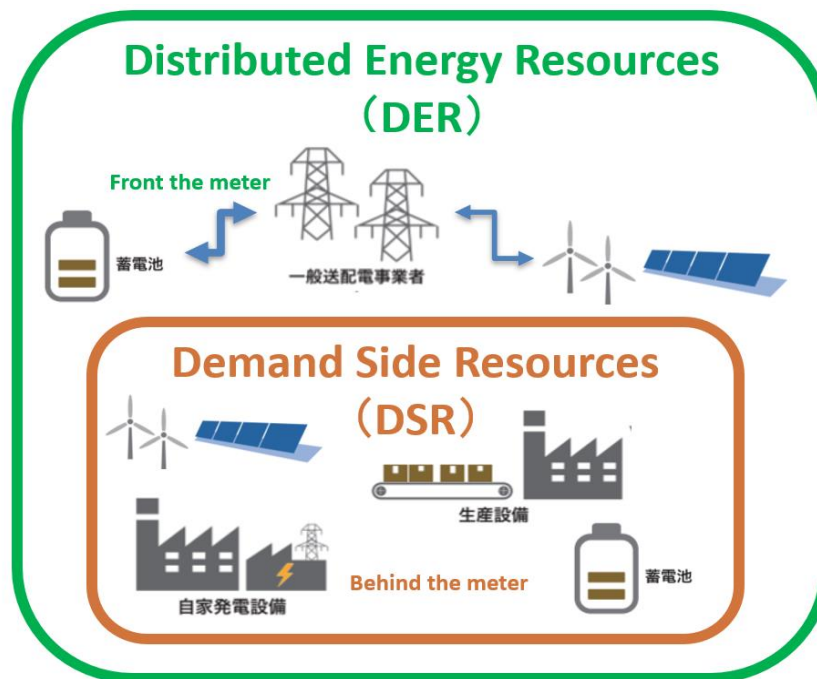 Distributed Energy Resources
（DER）
Front the meter
蓄電池
一般送配電事業者
Demand Side Resources
（DSR）
生産設備
自家発電設備
Behind the meter
蓄電池